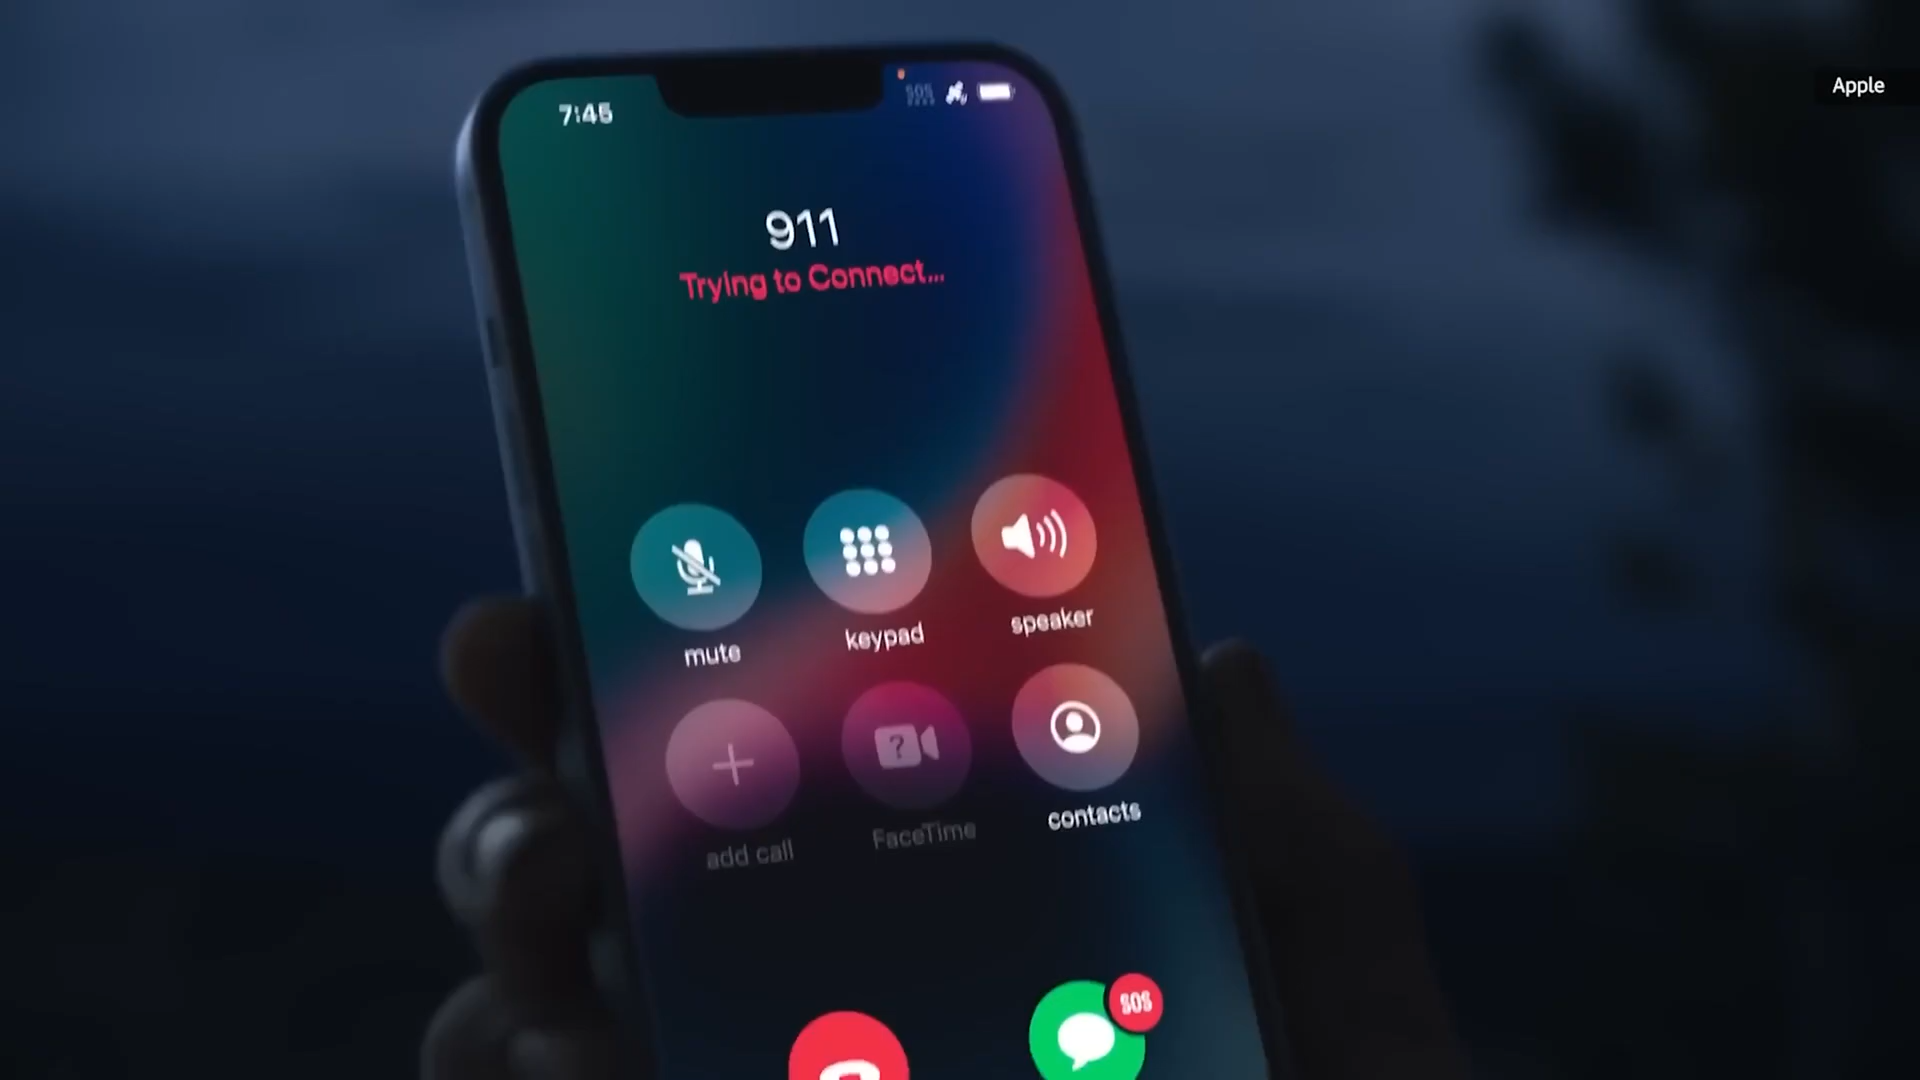 Apple
7:45
SOS
911
Trying to Connect...
mute
keypad
speaker
add call
FaceTime
contacts
SOS